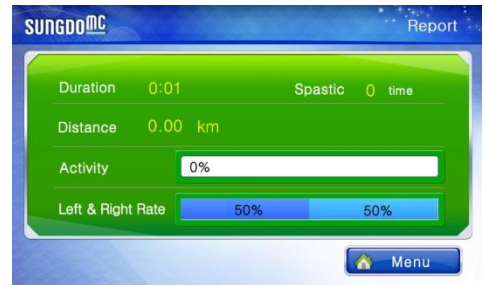 SUNGDOMC Report
Duration 0:01 Spastic 0 time
Distance 0.00 km
Activity 0%
Left & Right Rate 50% 50%
Menu